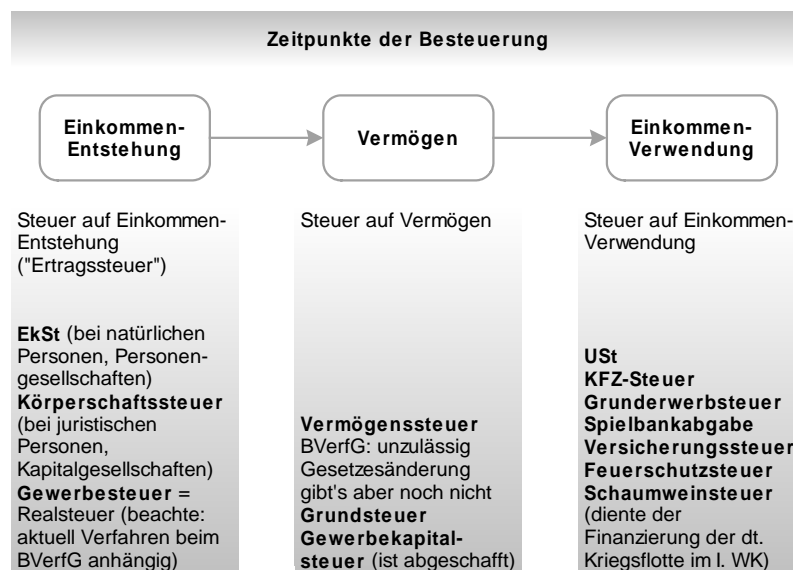 Zeitpunkte der Besteuerung
Einkommen-
Entstehung
Vermögen
Einkommen-
Verwendung
Steuer auf Einkommen-
Entstehung
("Ertragssteuer")
EkSt (bei natürlichen
Personen, Personen-
gesellschaften)
Körperschaftssteuer
(bei juristischen
Personen,
Kapitalgesellschaften)
Gewerbesteuer =
Realsteuer (beachte:
aktuell Verfahren beim
BVerfG anhängig)
Steuer auf Vermögen
Vermögenssteuer
BVerfG: unzulässig
Gesetzesänderung
gibt's aber noch nicht
Grundsteuer
Gewerbekapital-
steuer (ist abgeschafft)
Steuer auf Einkommen-
Verwendung
USt
KFZ-Steuer
Grunderwerbsteuer
Spielbankabgabe
Versicherungssteuer
Feuerschutzsteuer
Schaumweinsteuer
(diente der
Finanzierung der dt.
Kriegsflotte im I. WK)